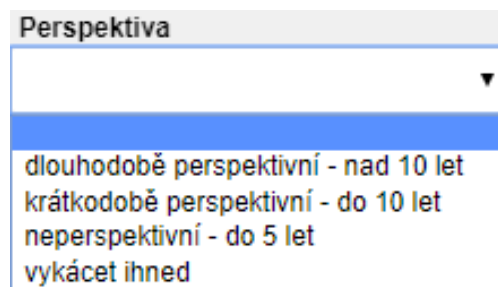 Perspektiva
dlouhodobě perspektivní - nad 10 let
krátkodobě perspektivní - do 10 let
neperspektivní - do 5 let
vykácet ihned